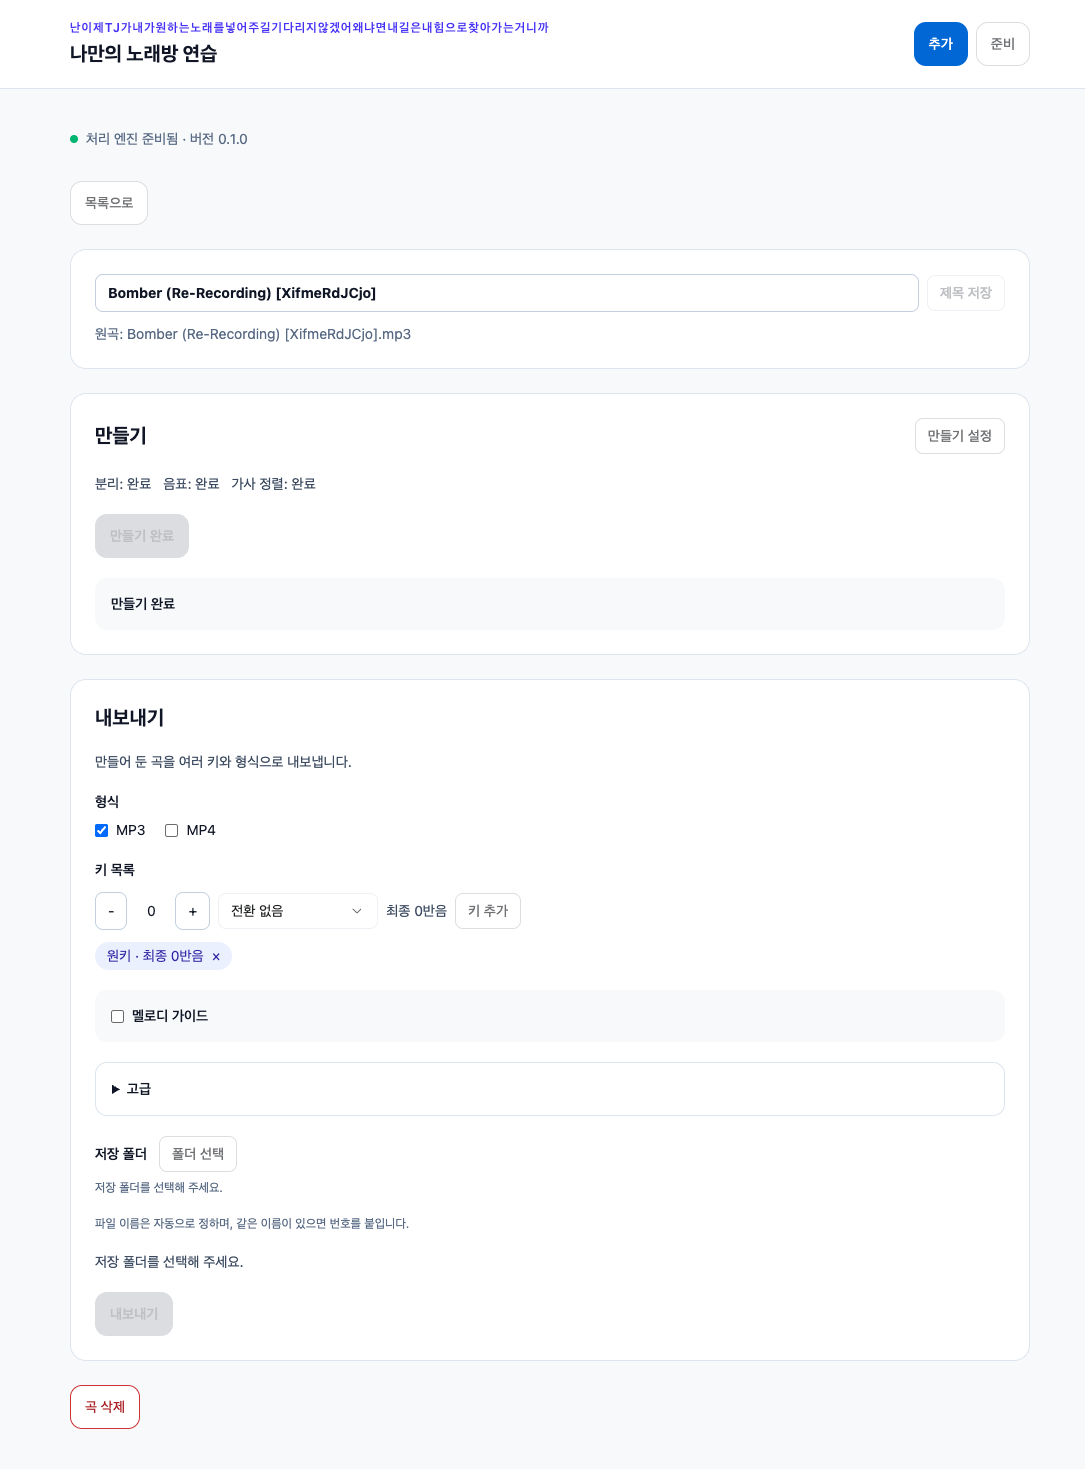 난이제TJ가내가원하는노래를넣어주길기다리지않겠어왜냐면내길은내힘으로찾아가는거니까
나만의 노래방 연습
추가
준비
처리 엔진 준비됨 · 버전 0.1.0
목록으로
Bomber (Re-Recording) [XifmeRdJCjo]
제목 저장
원곡: Bomber (Re-Recording) [XifmeRdJCjo].mp3
만들기
만들기 설정
분리: 완료 음표: 완료 가사 정렬: 완료
만들기 완료
만들기 완료
내보내기
만들어 둔 곡을 여러 키와 형식으로 내보냅니다.
형식
MP3 MP4
키 목록
- 0 + 전환 없음 최종 0반음 키 추가
원키 · 최종 0반음 ×
멜로디 가이드
고급
저장 폴더 폴더 선택
저장 폴더를 선택해 주세요.
파일 이름은 자동으로 정하며, 같은 이름이 있으면 번호를 붙입니다.
저장 폴더를 선택해 주세요.
내보내기
곡 삭제